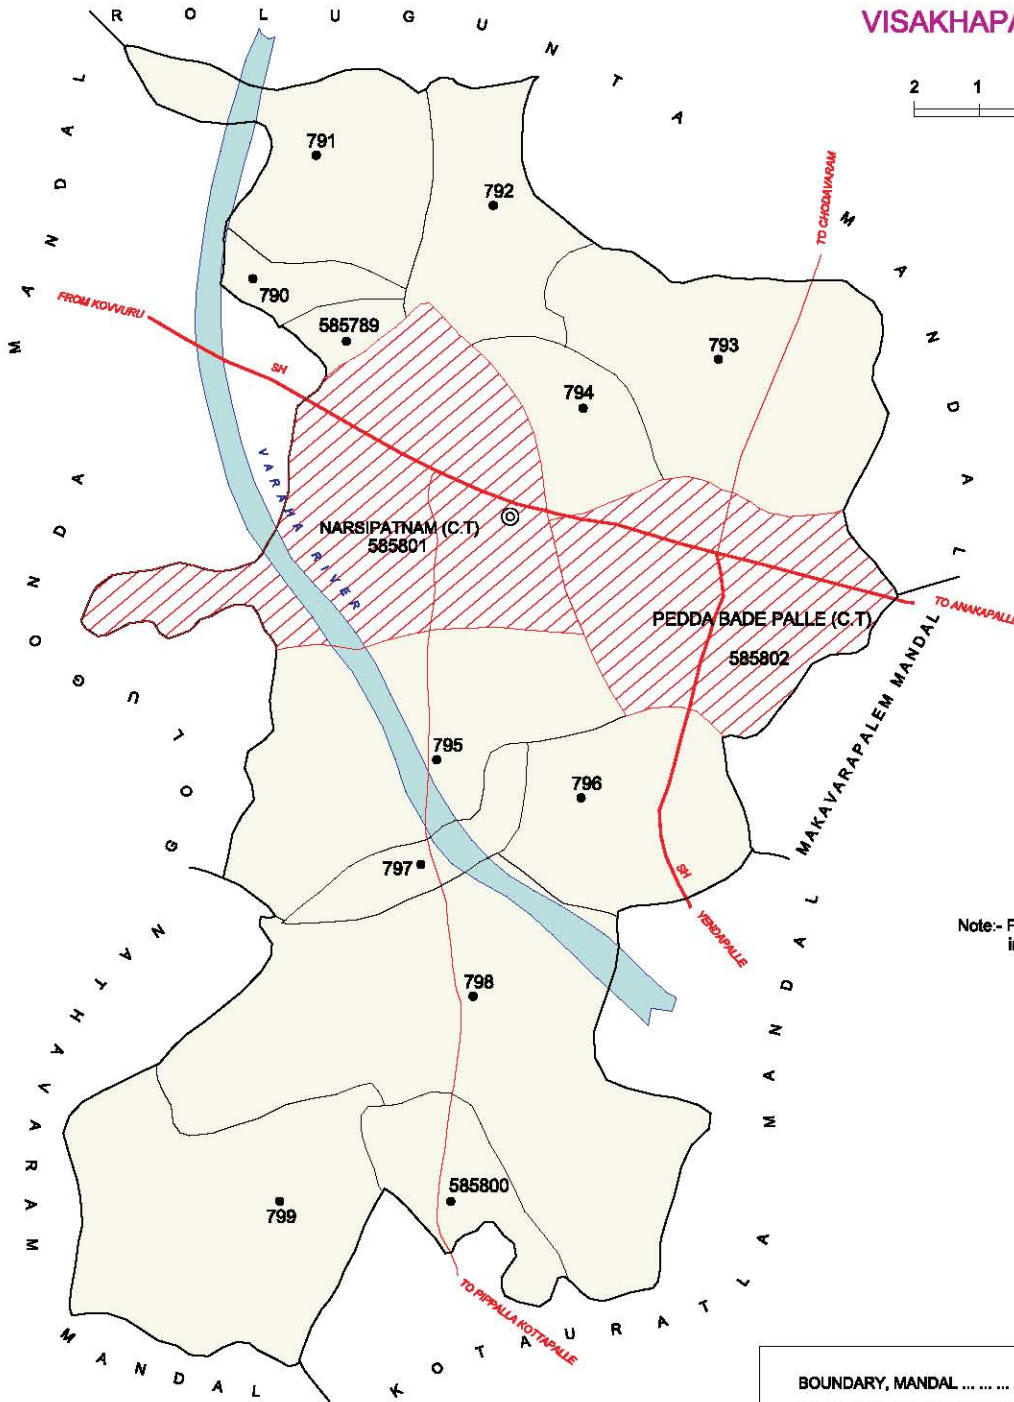 VISAKHAPA
2 1
ROLUGUNTA MANDAL
GOLUGONDA MANDAL
791
792
TO CHODAVARAM
790
FROM KOVVURU
585789
SH
793
794
VARAHA RIVER
NARSIPATNAM (C.T)
585801
TO ANAKAPALLE
PEDDA BADE PALLE (C.T)
585802
MAKAVARAPALEM MANDAL
795
796
797
SH
VENDAPALLE
Note:- F
in
798
NATHAVARAM MANDAL
799
585800
TO PIPPALLA KOTTAPALLE
KOTAURATLA MANDAL
BOUNDARY, MANDAL ... ... ...